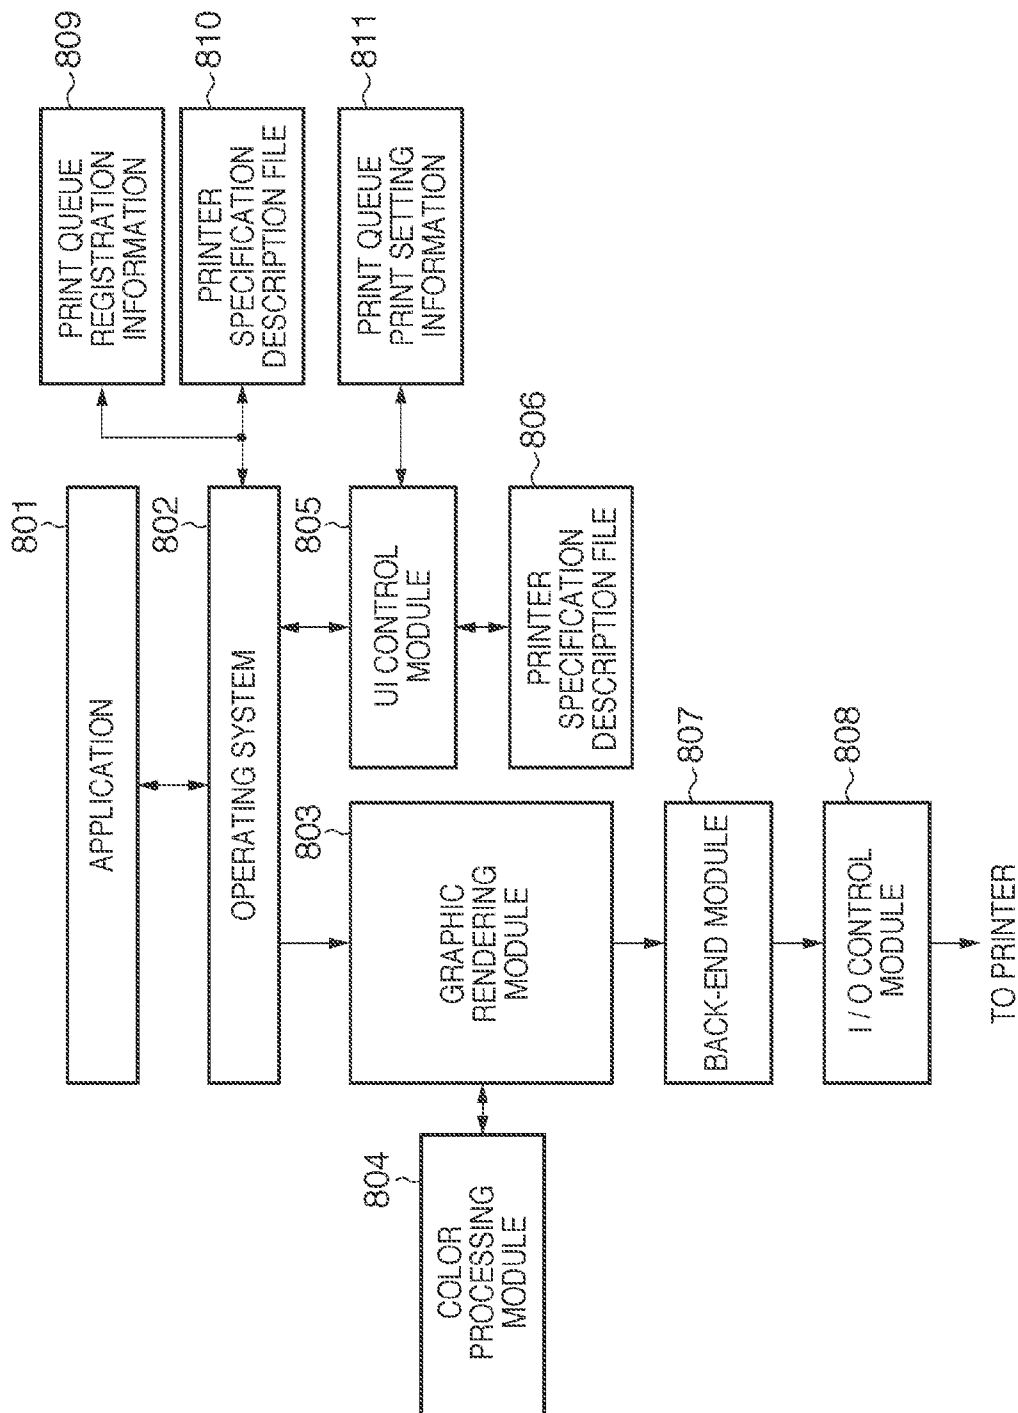 801
APPLICATION
802
OPERATING SYSTEM
803
GRAPHIC
RENDERING
MODULE
804
COLOR
PROCESSING
MODULE
805
UI CONTROL
MODULE
806
PRINTER
SPECIFICATION
DESCRIPTION FILE
807
BACK-END MODULE
808
I / O CONTROL
MODULE
TO PRINTER
809
PRINT QUEUE
REGISTRATION
INFORMATION
810
PRINTER
SPECIFICATION
DESCRIPTION FILE
811
PRINT QUEUE
PRINT SETTING
INFORMATION